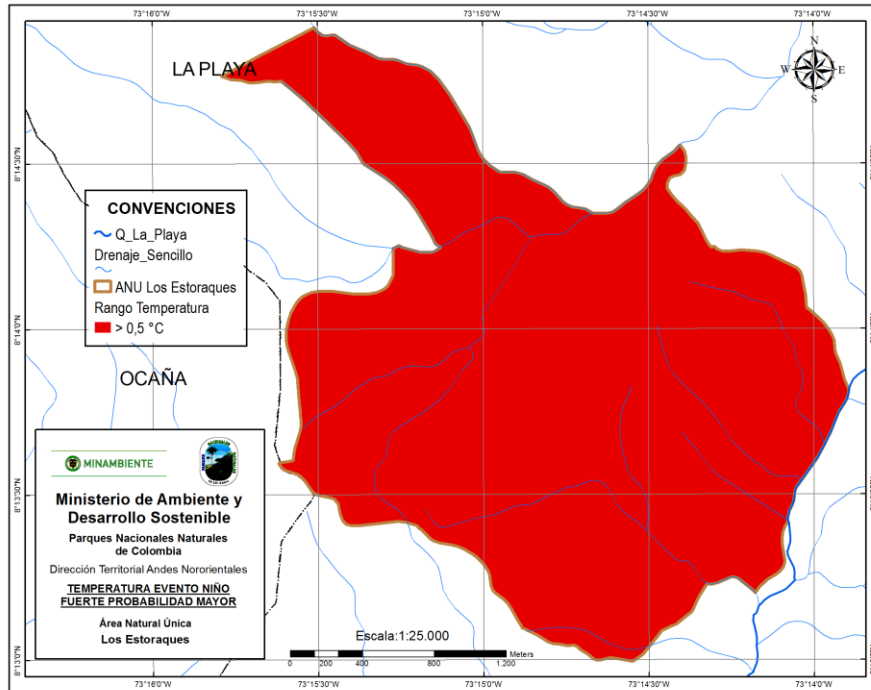 73°16'0"W 73°15'30"W 73°15'0"W 73°14'30"W 73°14'0"W
LA PLAYA
N
W E
S
8°14'30"N
CONVENCIONES
Q_La_Playa
Drenaje_Sencillo
ANU Los Estoraques
Rango Temperatura
> 0,5 °C
8°14'0"N
OCAÑA
MINAMBIENTE
Ministerio de Ambiente y
Desarrollo Sostenible
Parques Nacionales Naturales
de Colombia
Dirección Territorial Andes Nororientales
TEMPERATURA EVENTO NIÑO
FUERTE PROBABILIDAD MAYOR
Área Natural Única
Los Estoraques
8°13'30"N
Escala:1:25.000
Meters
0 200 400 800 1.200
8°13'0"N
73°16'0"W 73°15'30"W 73°15'0"W 73°14'30"W 73°14'0"W